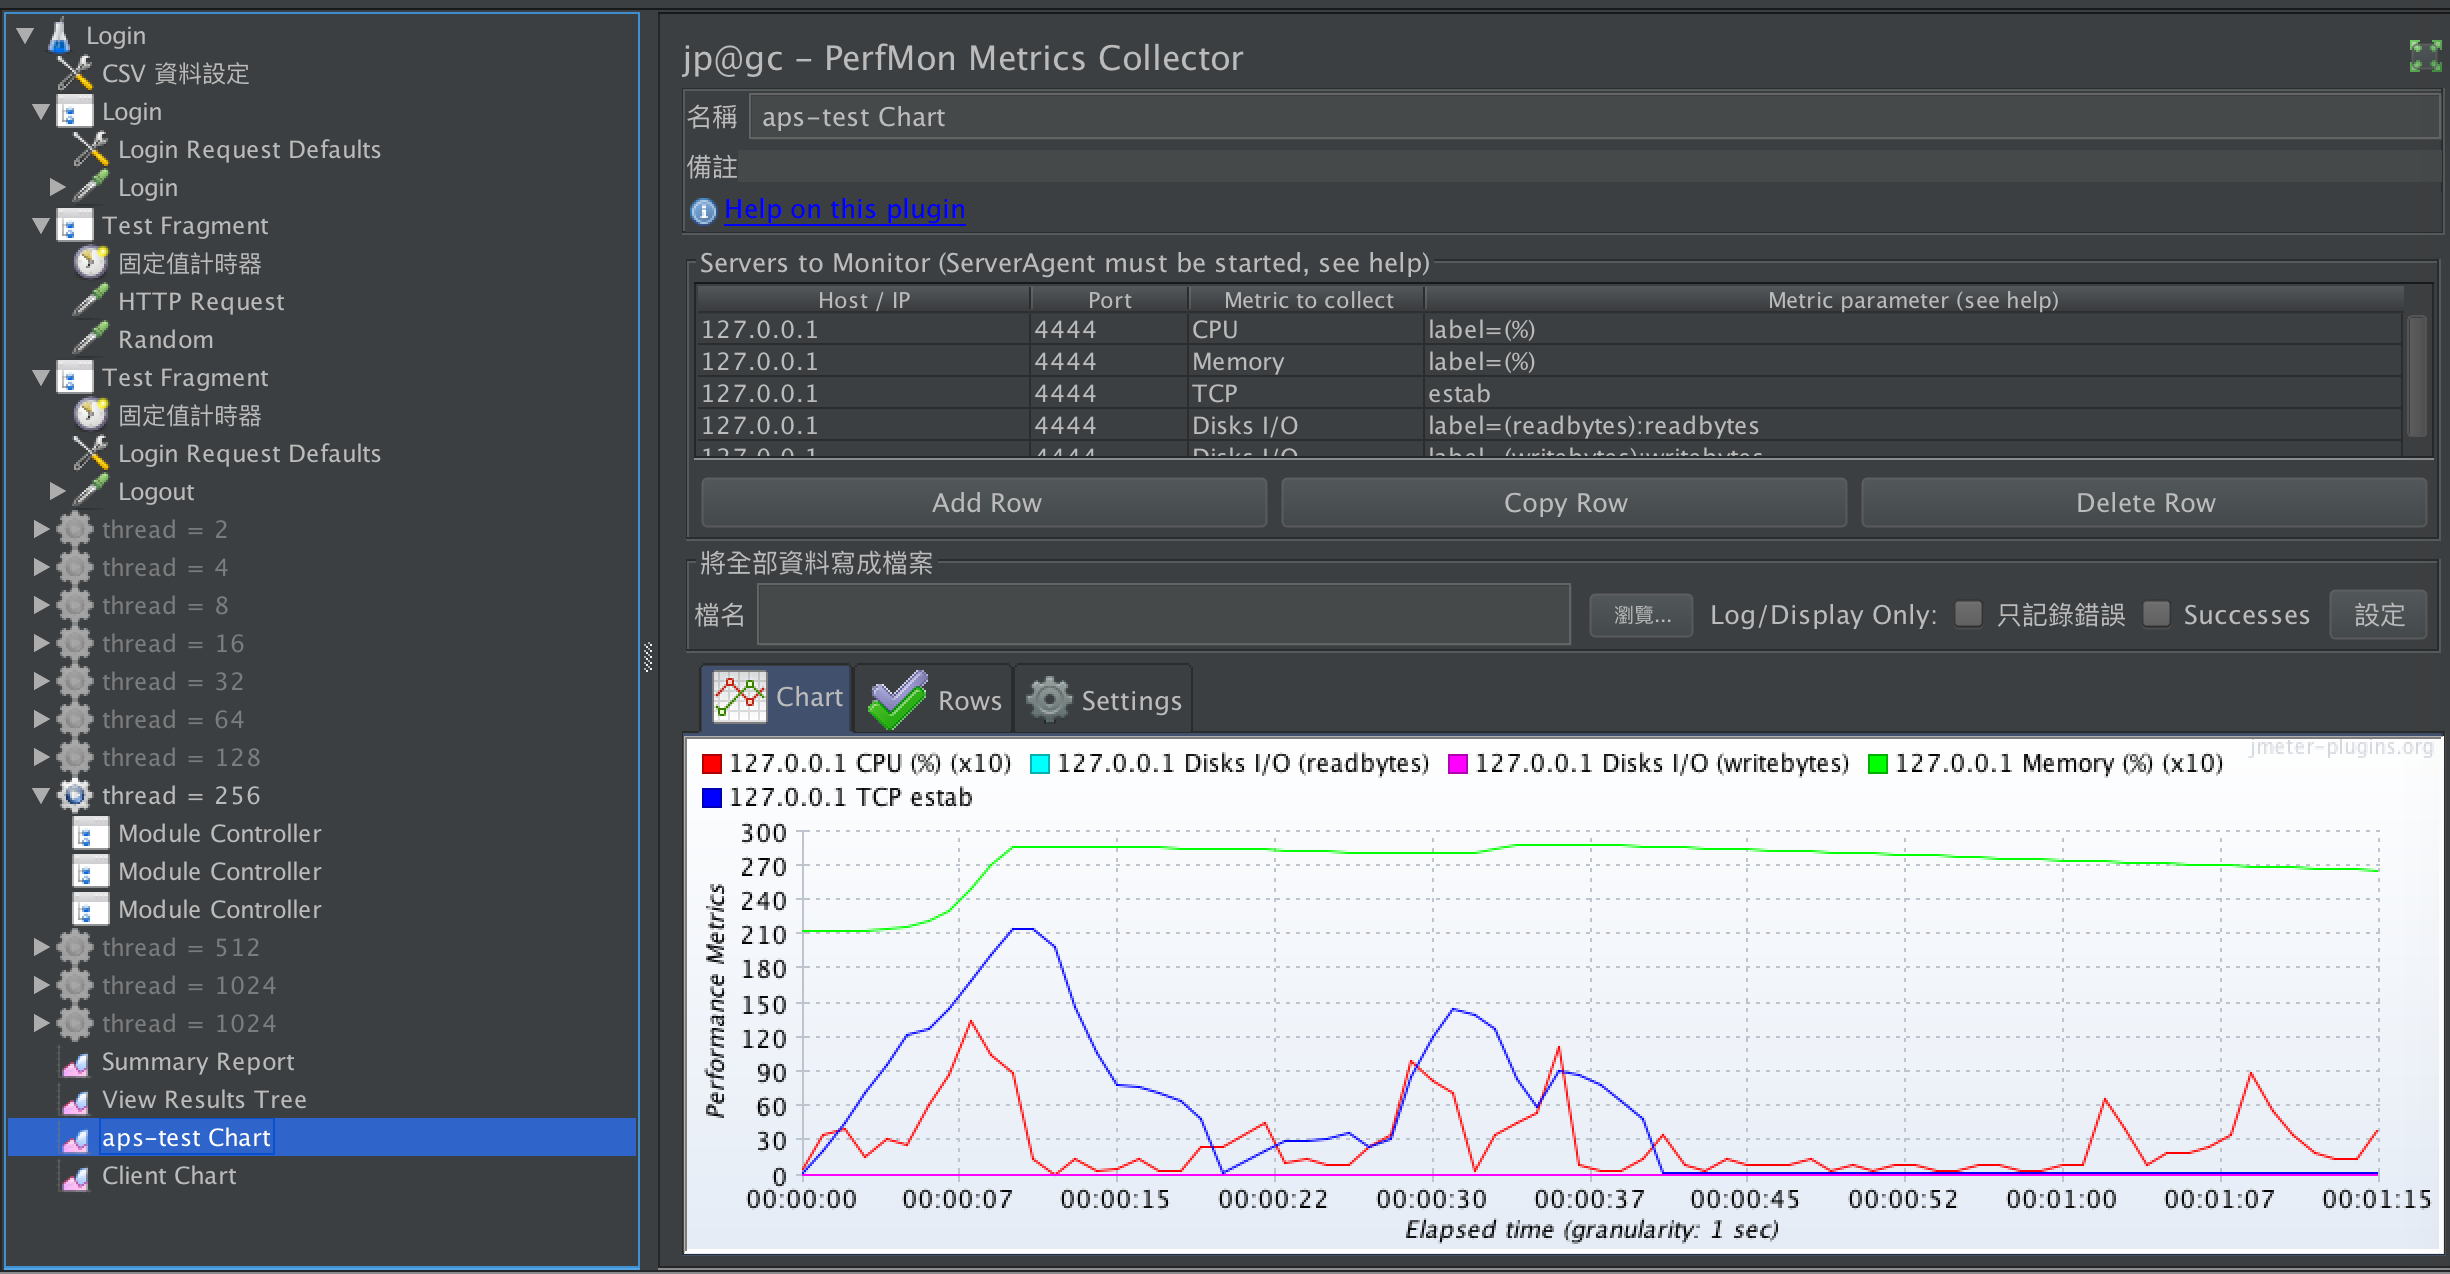 Login
CSV 資料設定
Login
Login Request Defaults
Login
Test Fragment
固定值計時器
HTTP Request
Random
Test Fragment
固定值計時器
Login Request Defaults
Logout
thread = 2
thread = 4
thread = 8
thread = 16
thread = 32
thread = 64
thread = 128
thread = 256
Module Controller
Module Controller
Module Controller
thread = 512
thread = 1024
thread = 1024
Summary Report
View Results Tree
aps-test Chart
Client Chart
jp@gc - PerfMon Metrics Collector
名稱 aps-test Chart
備註
Help on this plugin
Servers to Monitor (ServerAgent must be started, see help)
Host / IP Port Metric to collect Metric parameter (see help)
127.0.0.1 4444 CPU label=(%)
127.0.0.1 4444 Memory label=(%)
127.0.0.1 4444 TCP estab
127.0.0.1 4444 Disks I/O label=(readbytes):readbytes
127.0.0.1 4444 Disks I/O label=(writebytes):writebytes
Add Row Copy Row Delete Row
將全部資料寫成檔案
檔名 瀏覽... Log/Display Only: 只記錄錯誤 Successes 設定
Chart Rows Settings
jmeter-plugins.org
127.0.0.1 CPU (%) (x10) 127.0.0.1 Disks I/O (readbytes) 127.0.0.1 Disks I/O (writebytes) 127.0.0.1 Memory (%) (x10)
127.0.0.1 TCP estab
Performance Metrics
300
270
240
210
180
150
120
90
60
30
0
00:00:00 00:00:07 00:00:15 00:00:22 00:00:30 00:00:37 00:00:45 00:00:52 00:01:00 00:01:07 00:01:15
Elapsed time (granularity: 1 sec)